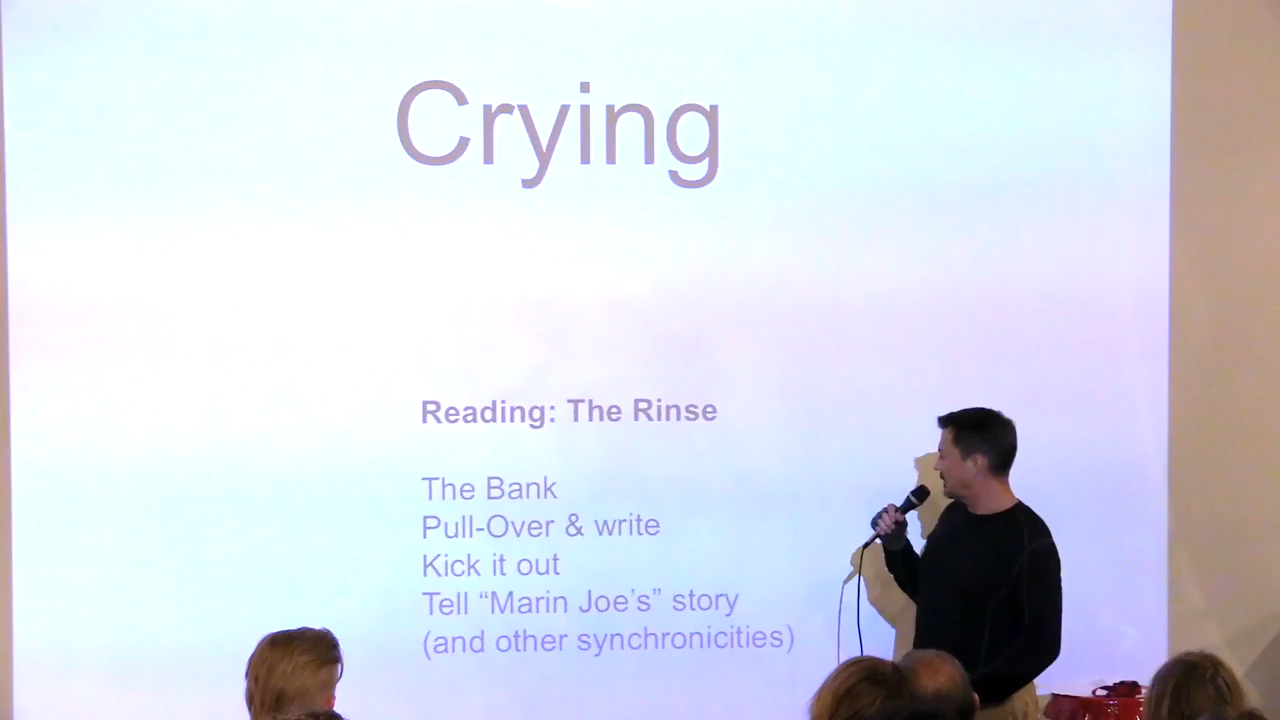 Crying
Reading: The Rinse
The Bank
Pull-Over & write
Kick it out
Tell “Marin Joe’s” story
(and other synchronicities)